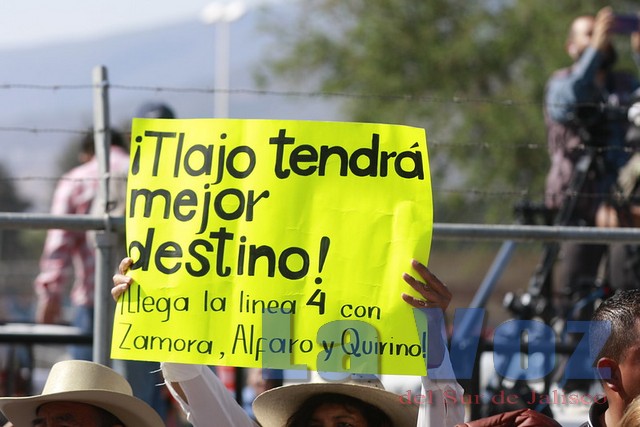 ¡Tlajo tendrá
mejor
destino!
¡Llega la linea 4 con
Zamora, Alfaro y Quirino!
La Voz
del Sur de Jalisco